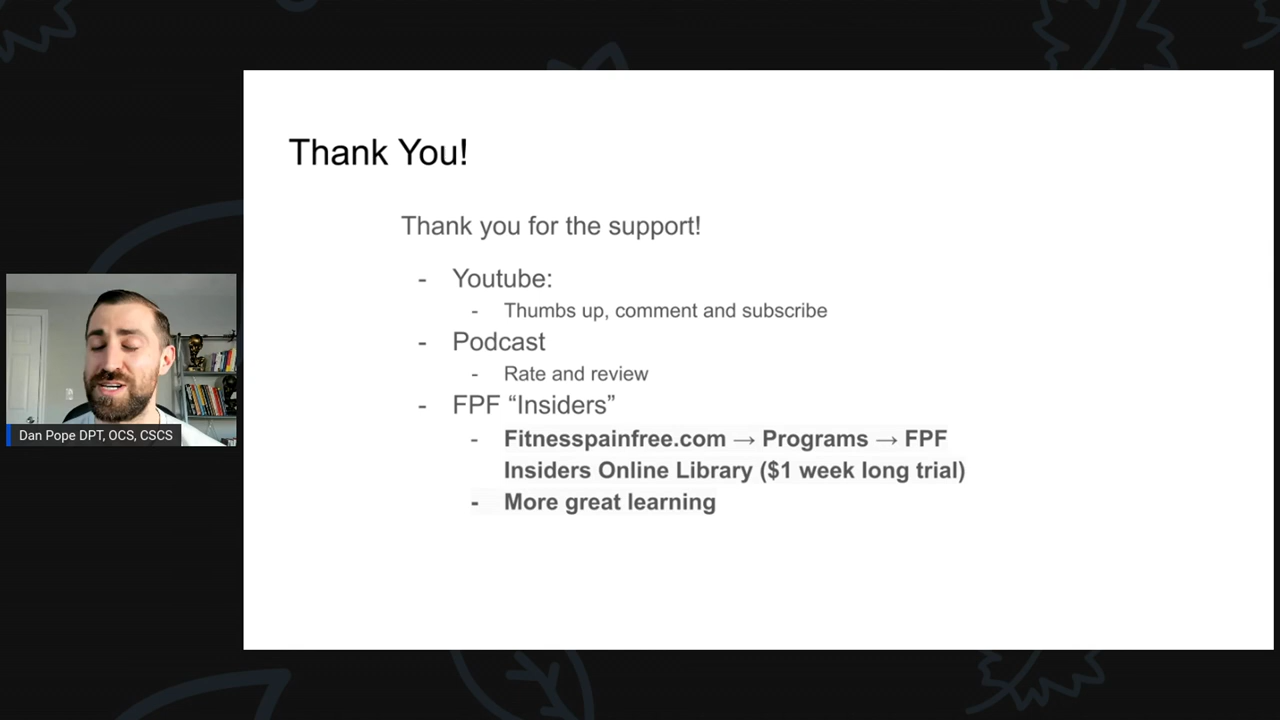 Thank You!
Thank you for the support!
- Youtube:
- Thumbs up, comment and subscribe
- Podcast
- Rate and review
- FPF “Insiders”
- Fitnesspainfree.com → Programs → FPF
Insiders Online Library ($1 week long trial)
- More great learning
Dan Pope DPT, OCS, CSCS